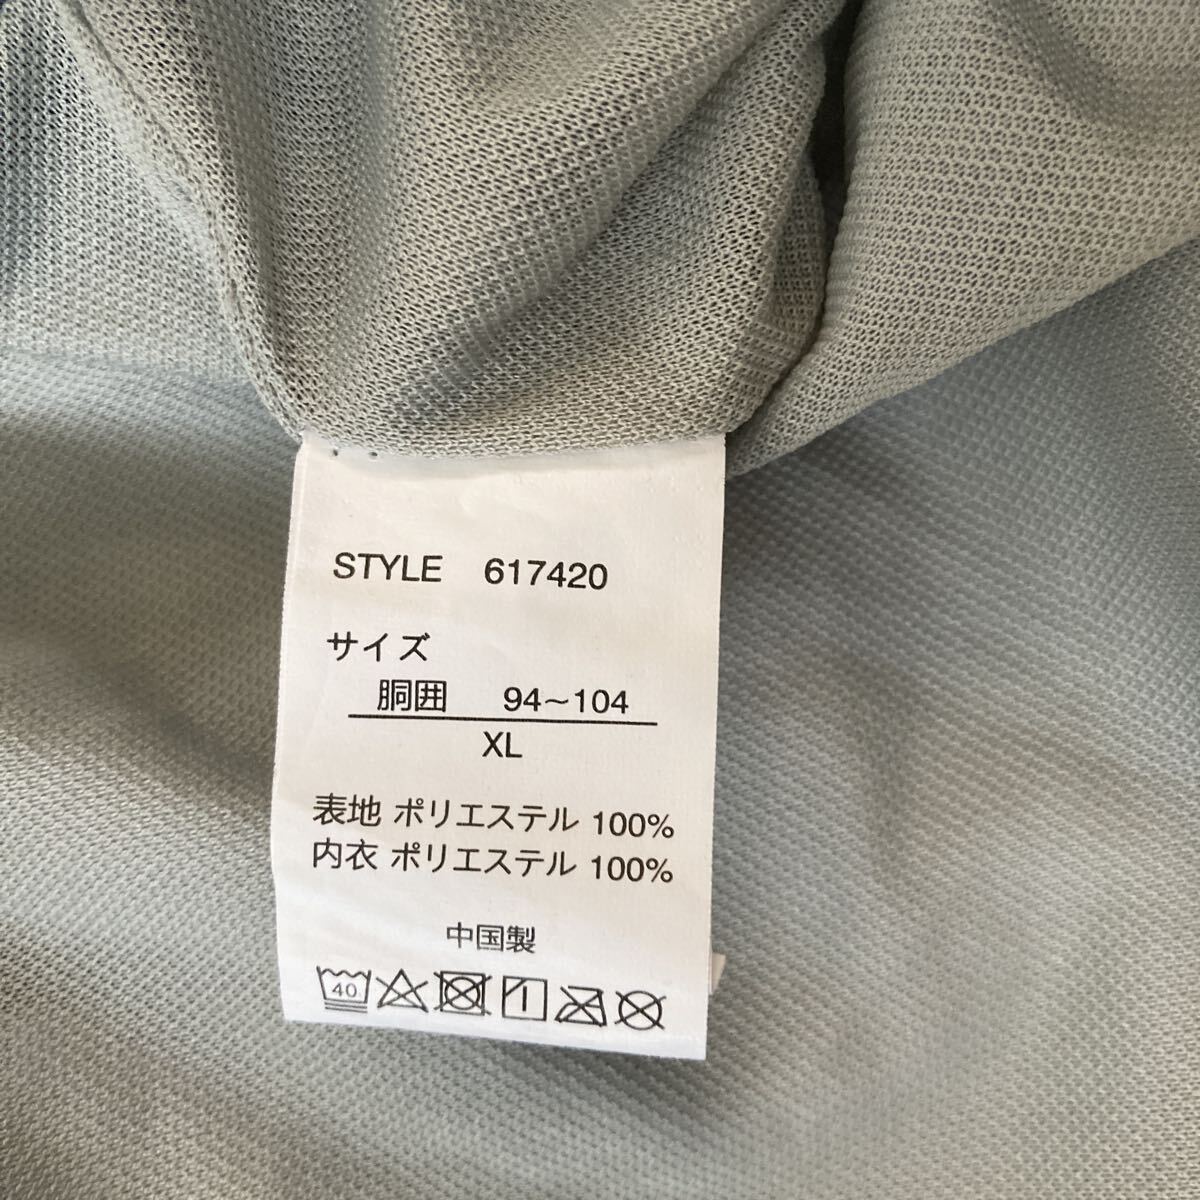 STYLE 617420
サイズ
胴囲 94~104
XL
表地 ポリエステル 100%
内衣 ポリエステル 100%
中国製
40